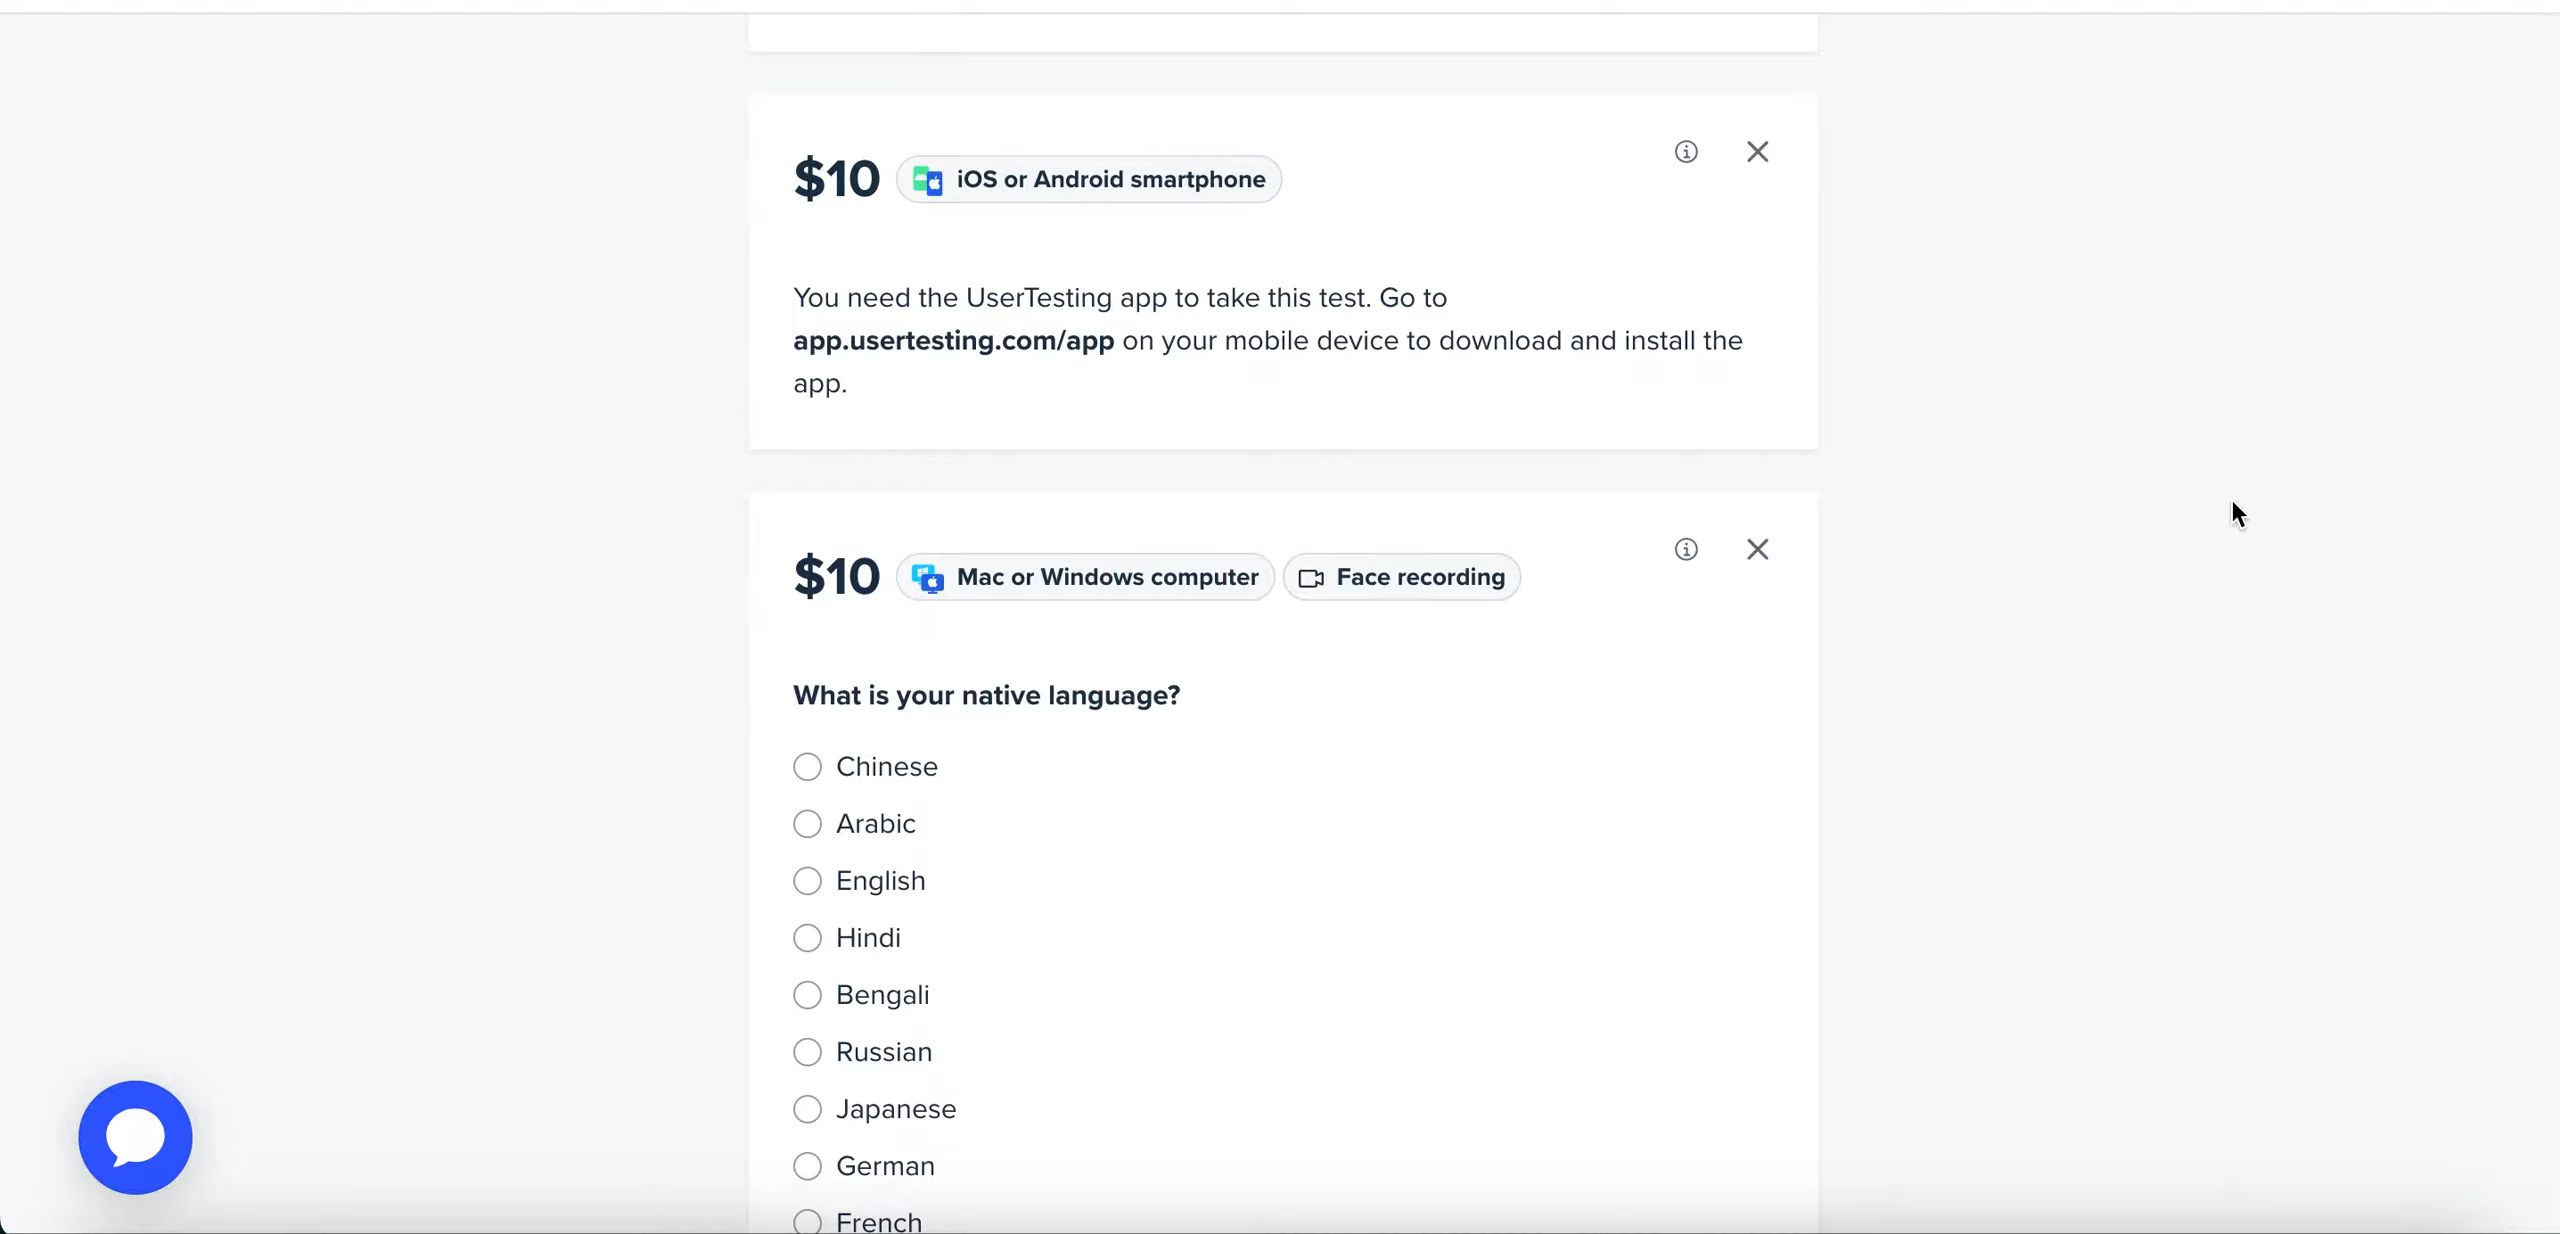 $10 iOS or Android smartphone
You need the UserTesting app to take this test. Go to
app.usertesting.com/app on your mobile device to download and install the
app.
$10 Mac or Windows computer Face recording
What is your native language?
Chinese
Arabic
English
Hindi
Bengali
Russian
Japanese
German
French